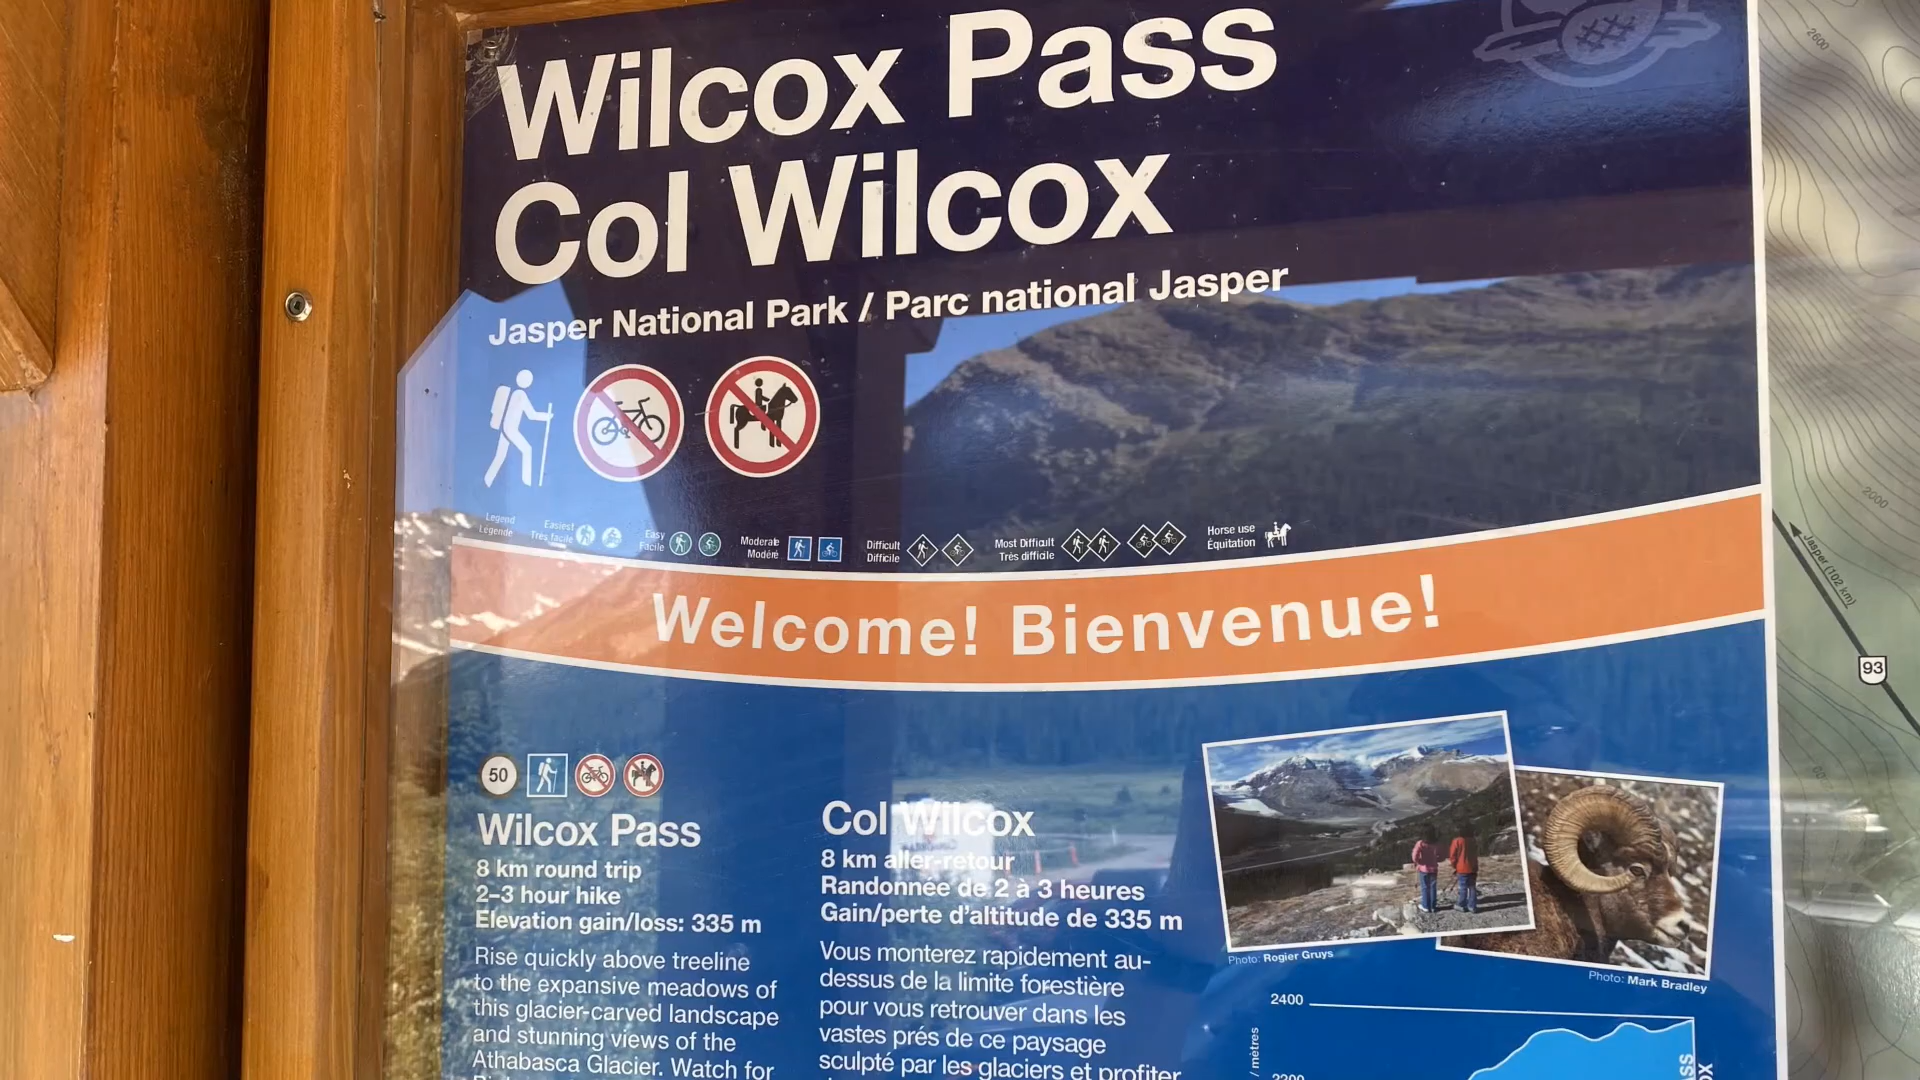 Wilcox Pass
Col Wilcox
Jasper National Park / Parc national Jasper
Legend
Légende
Easiest
Très facile
Easy
Facile
Moderate
Modéré
Difficult
Difficile
Most Difficult
Très difficile
Horse use
Équitation
Welcome! Bienvenue!
50
Wilcox Pass
8 km round trip
2–3 hour hike
Elevation gain/loss: 335 m
Rise quickly above treeline
to the expansive meadows of
this glacier-carved landscape
and stunning views of the
Athabasca Glacier. Watch for
Col Wilcox
8 km aller-retour
Randonnée de 2 à 3 heures
Gain/perte d'altitude de 335 m
Vous monterez rapidement au-
dessus de la limite forestière
pour vous retrouver dans les
vastes prés de ce paysage
sculpté par les glaciers et profiter
Photo: Rogier Gruys
Photo: Mark Bradley
2400
/ mètres
2600
2000
Jasper (102 km)
93